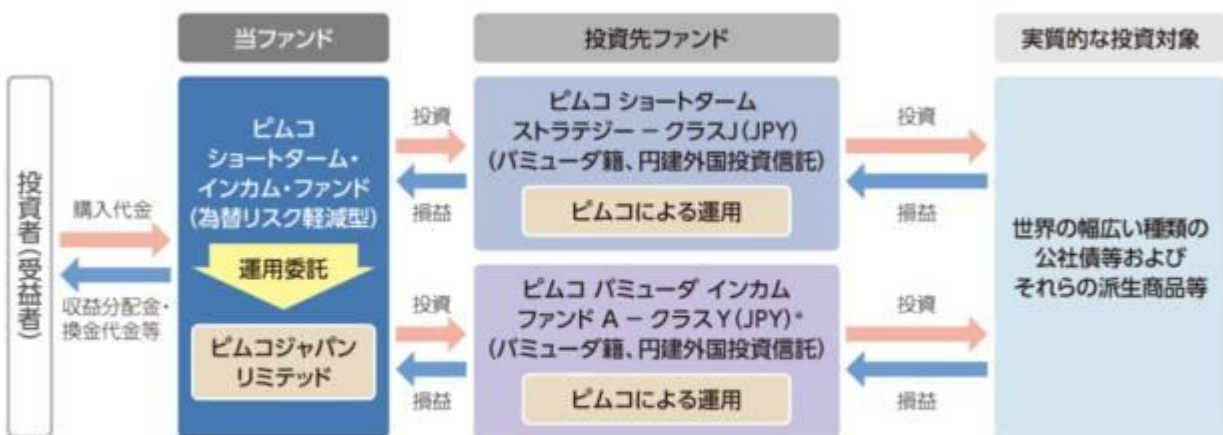 当ファンド
投資先ファンド
実質的な投資対象
投資者(受益者)
購入代金
収益分配金・
換金代金等
ピムコ
ショートターム・
インカム・ファンド
(為替リスク軽減型)
運用委託
ピムコジャパン
リミテッド
投資
損益
投資
損益
ピムコ ショートターム
ストラテジー − クラスJ(JPY)
(バミューダ籍、円建外国投資信託)
ピムコによる運用
ピムコ バミューダ インカム
ファンド A − クラス Y(JPY)*
(バミューダ籍、円建外国投資信託)
ピムコによる運用
投資
損益
投資
損益
世界の幅広い種類の
公社債等および
それらの派生商品等